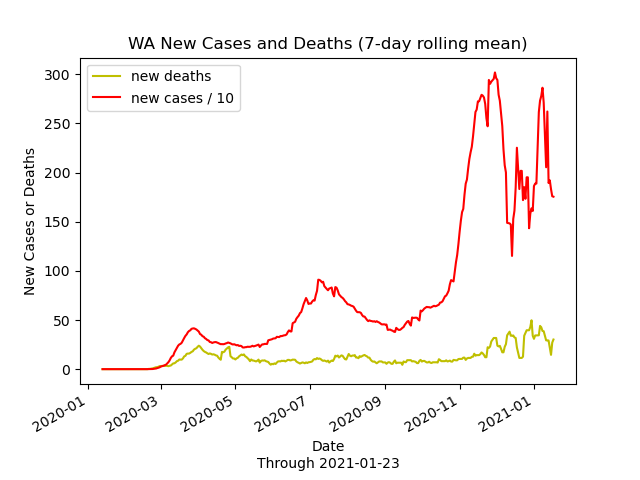 WA New Cases and Deaths (7-day rolling mean)
new deaths
new cases / 10
300
250
200
150
100
50
0
New Cases or Deaths
2020-01
2020-03
2020-05
2020-07
2020-09
2020-11
2021-01
Date
Through 2021-01-23